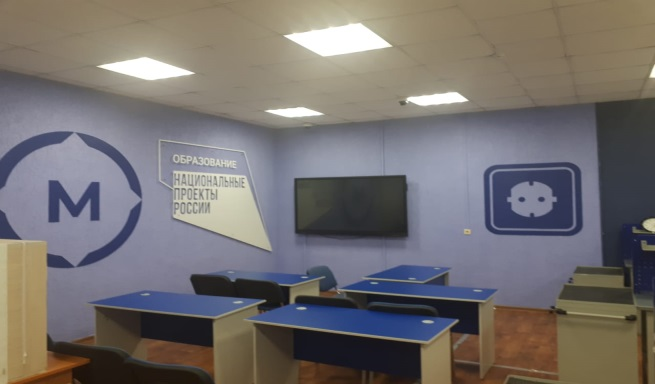 М
ОБРАЗОВАНИЕ
НАЦИОНАЛЬНЫЕ
ПРОЕКТЫ
РОССИИ